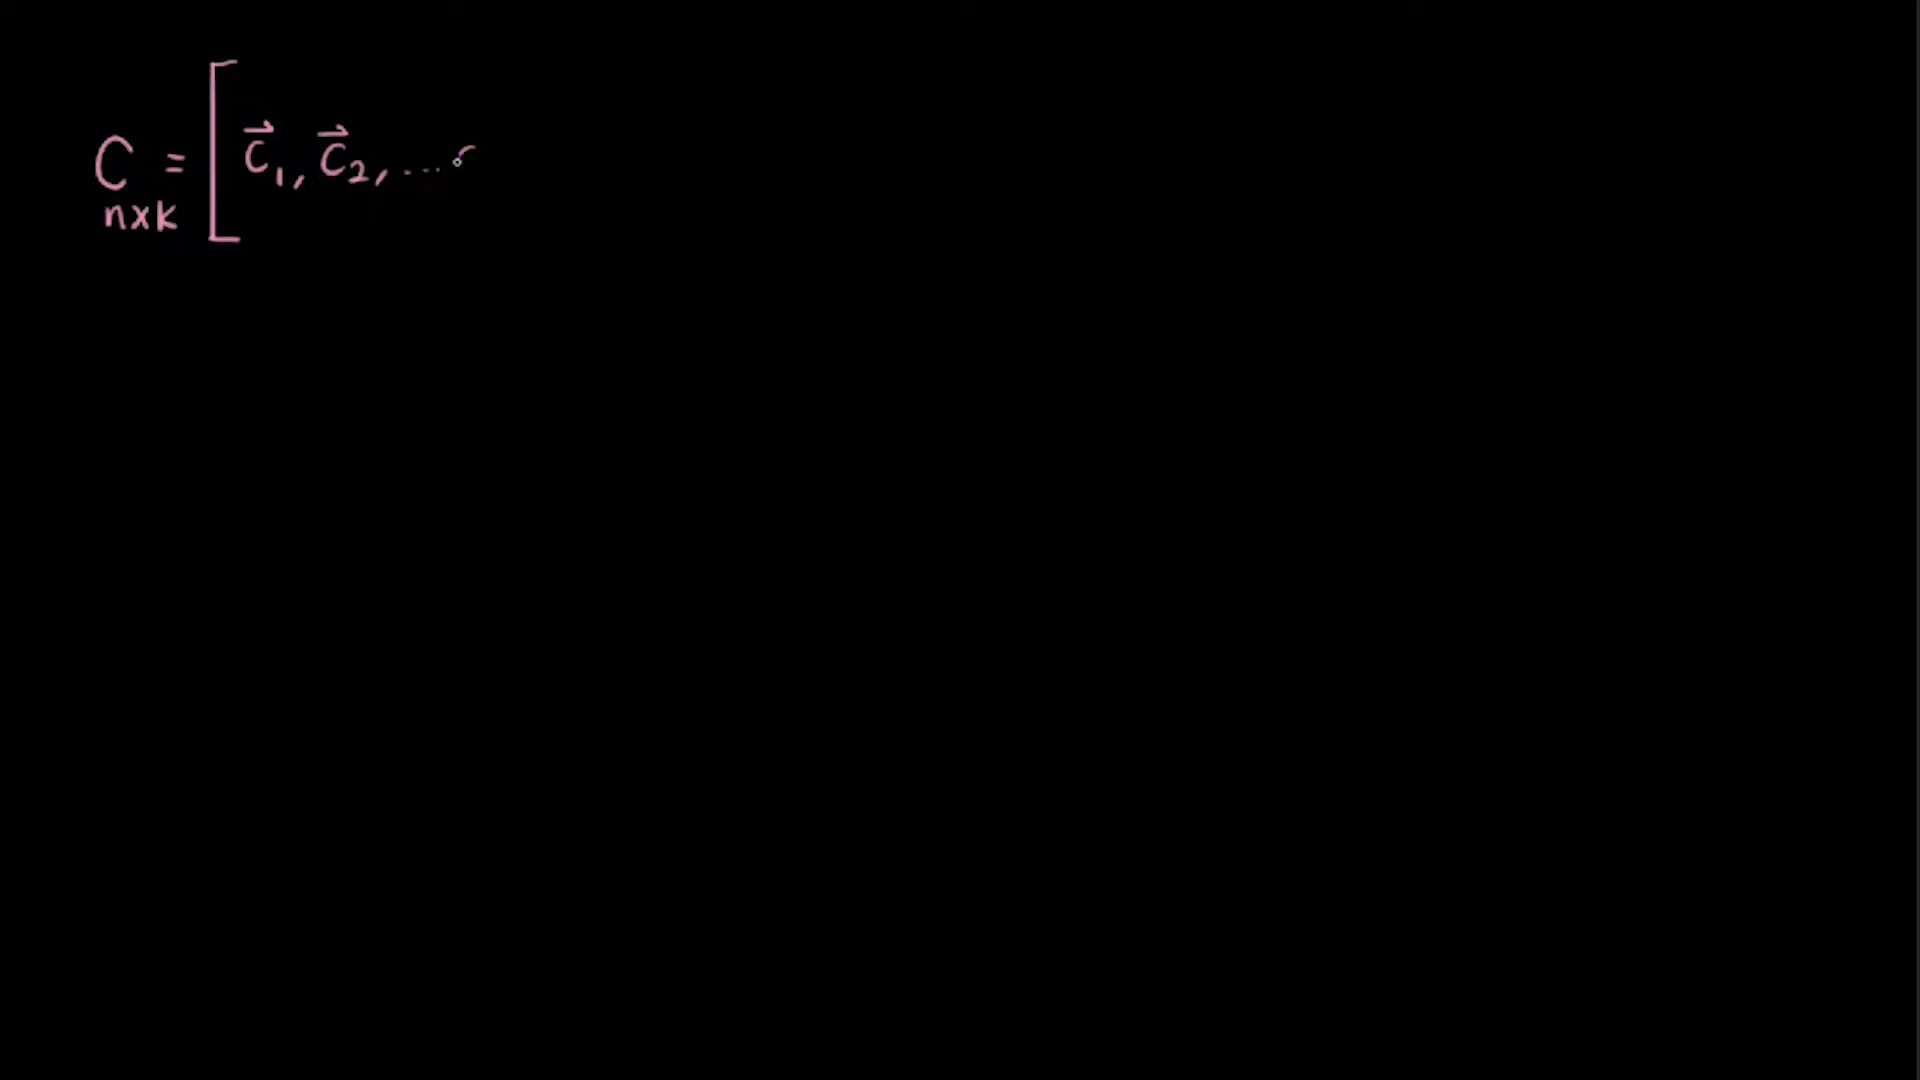 C = [ c⃗₁, c⃗₂, ....
n×k